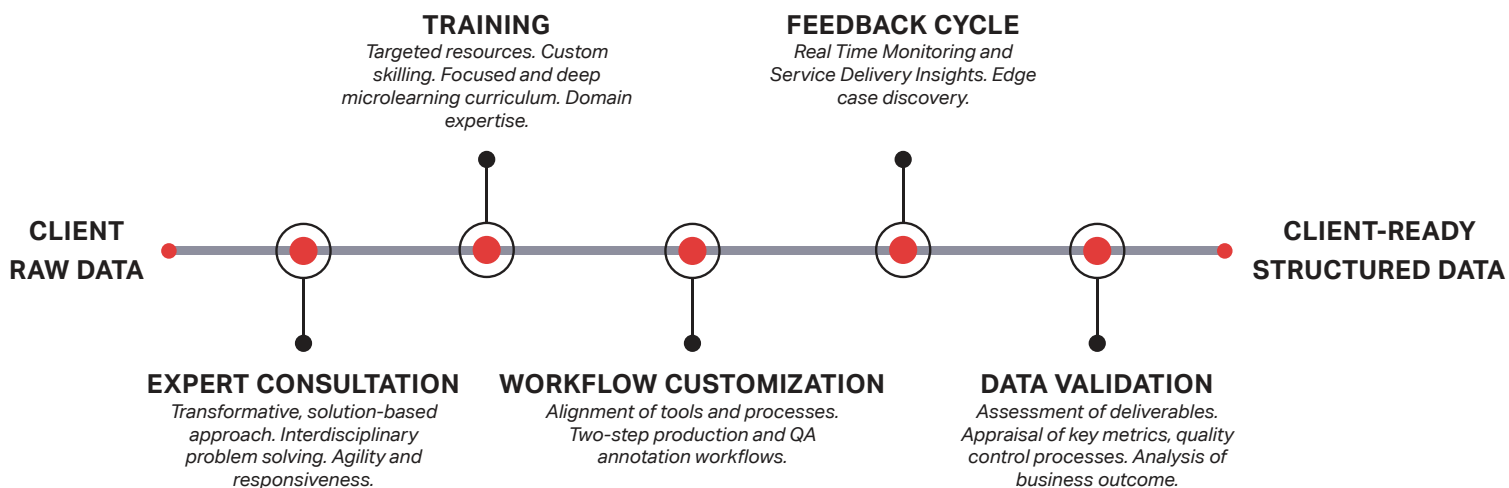 TRAINING
Targeted resources. Custom
skilling. Focused and deep
microlearning curriculum. Domain
expertise.
FEEDBACK CYCLE
Real Time Monitoring and
Service Delivery Insights. Edge
case discovery.
CLIENT
RAW DATA
CLIENT-READY
STRUCTURED DATA
EXPERT CONSULTATION
Transformative, solution-based
approach. Interdisciplinary
problem solving. Agility and
responsiveness.
WORKFLOW CUSTOMIZATION
Alignment of tools and processes.
Two-step production and QA
annotation workflows.
DATA VALIDATION
Assessment of deliverables.
Appraisal of key metrics, quality
control processes. Analysis of
business outcome.